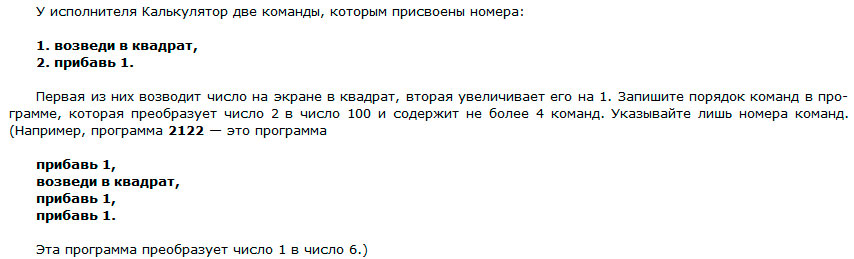 У исполнителя Калькулятор две команды, которым присвоены номера:
1. возведи в квадрат,
2. прибавь 1.
Первая из них возводит число на экране в квадрат, вторая увеличивает его на 1. Запишите порядок команд в про-
грамме, которая преобразует число 2 в число 100 и содержит не более 4 команд. Указывайте лишь номера команд.
(Например, программа 2122 — это программа
прибавь 1,
возведи в квадрат,
прибавь 1,
прибавь 1.
Эта программа преобразует число 1 в число 6.)